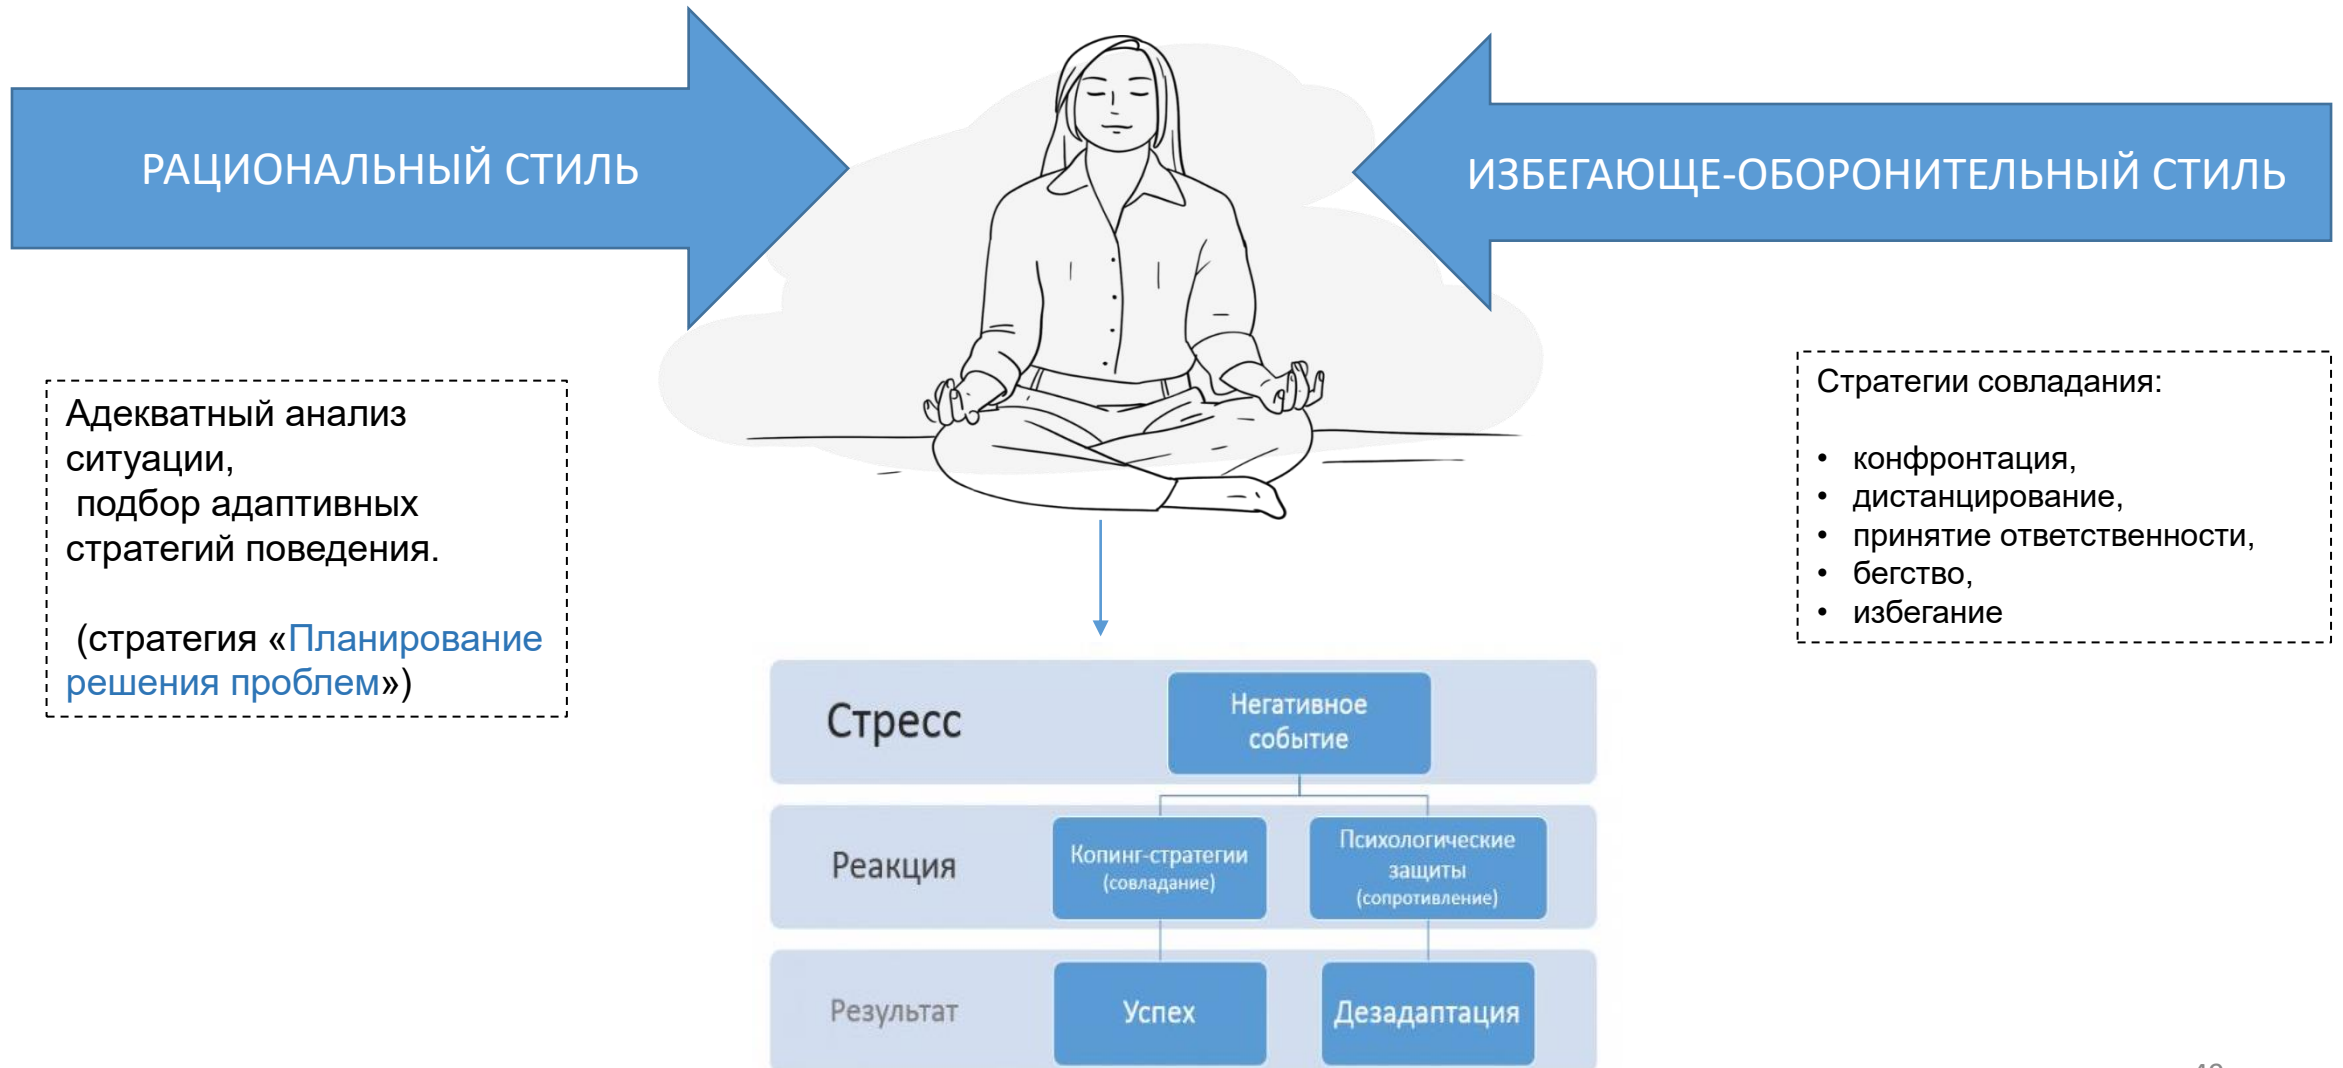 РАЦИОНАЛЬНЫЙ СТИЛЬ
ИЗБЕГАЮЩЕ-ОБОРОНИТЕЛЬНЫЙ СТИЛЬ
Адекватный анализ
ситуации,
подбор адаптивных
стратегий поведения.
(стратегия «Планирование
решения проблем»)
Стратегии совладания:
• конфронтация,
• дистанцирование,
• принятие ответственности,
• бегство,
• избегание
Стресс
Негативное
событие
Реакция
Копинг-стратегии
(совладание)
Психологические
защиты
(сопротивление)
Результат
Успех
Дезадаптация